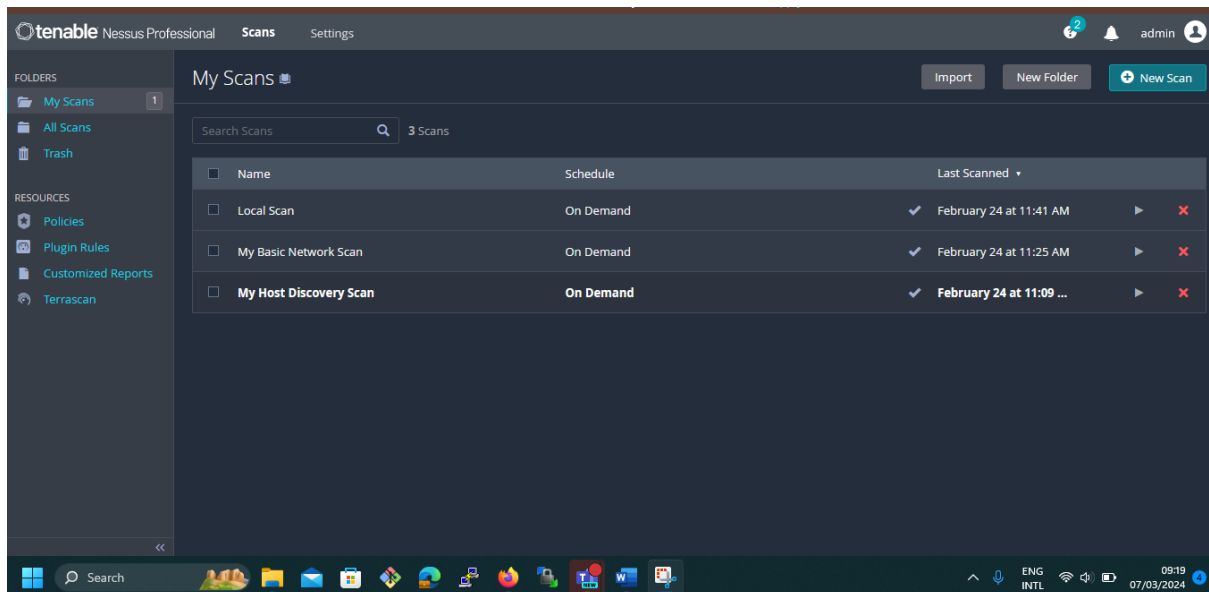 tenable Nessus Professional Scans Settings 2 admin
FOLDERS
My Scans 1
All Scans
Trash
RESOURCES
Policies
Plugin Rules
Customized Reports
Terrascan
My Scans Import New Folder New Scan
Search Scans 3 Scans
Name Schedule Last Scanned
Local Scan On Demand February 24 at 11:41 AM
My Basic Network Scan On Demand February 24 at 11:25 AM
My Host Discovery Scan On Demand February 24 at 11:09 ...
Search
ENG
INTL
09:19
07/03/2024
4